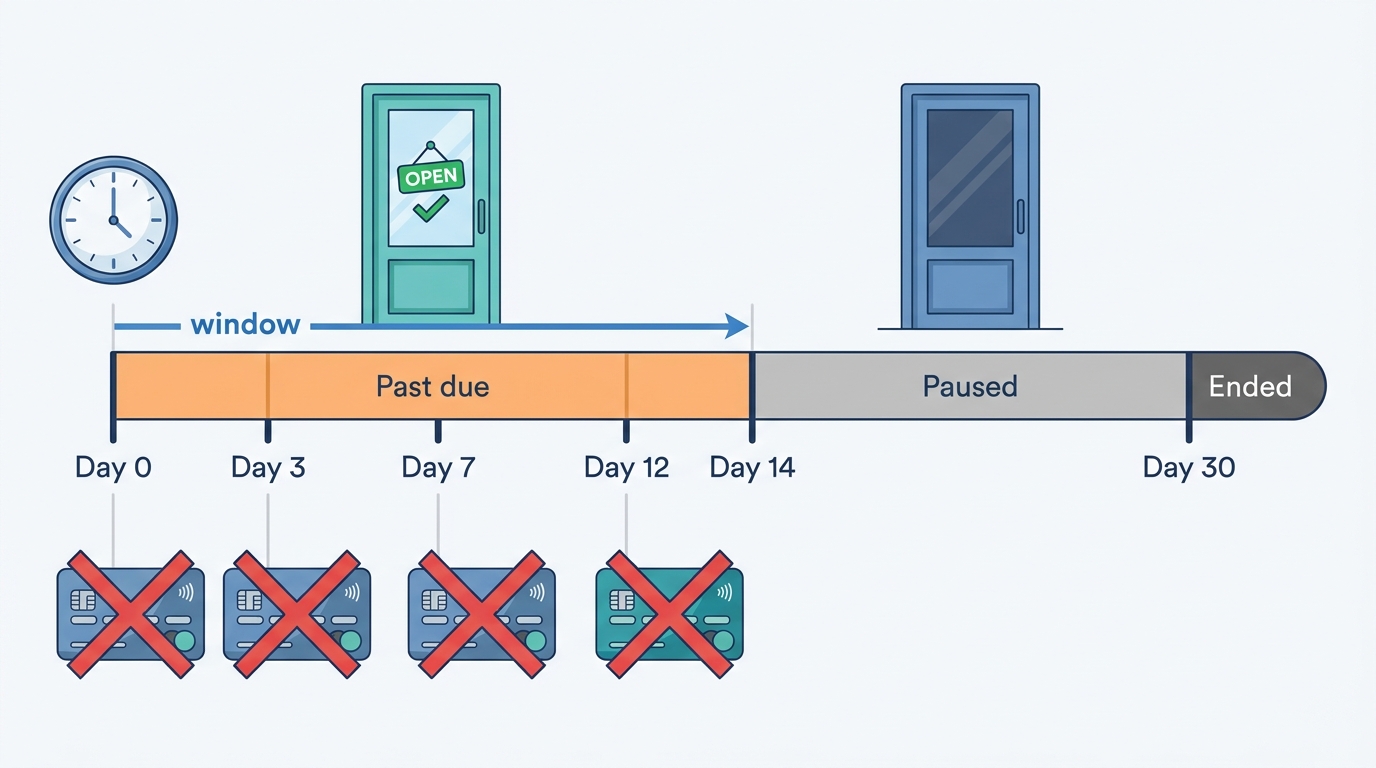 OPEN
window
Past due
Paused
Ended
Day 0
Day 3
Day 7
Day 12
Day 14
Day 30